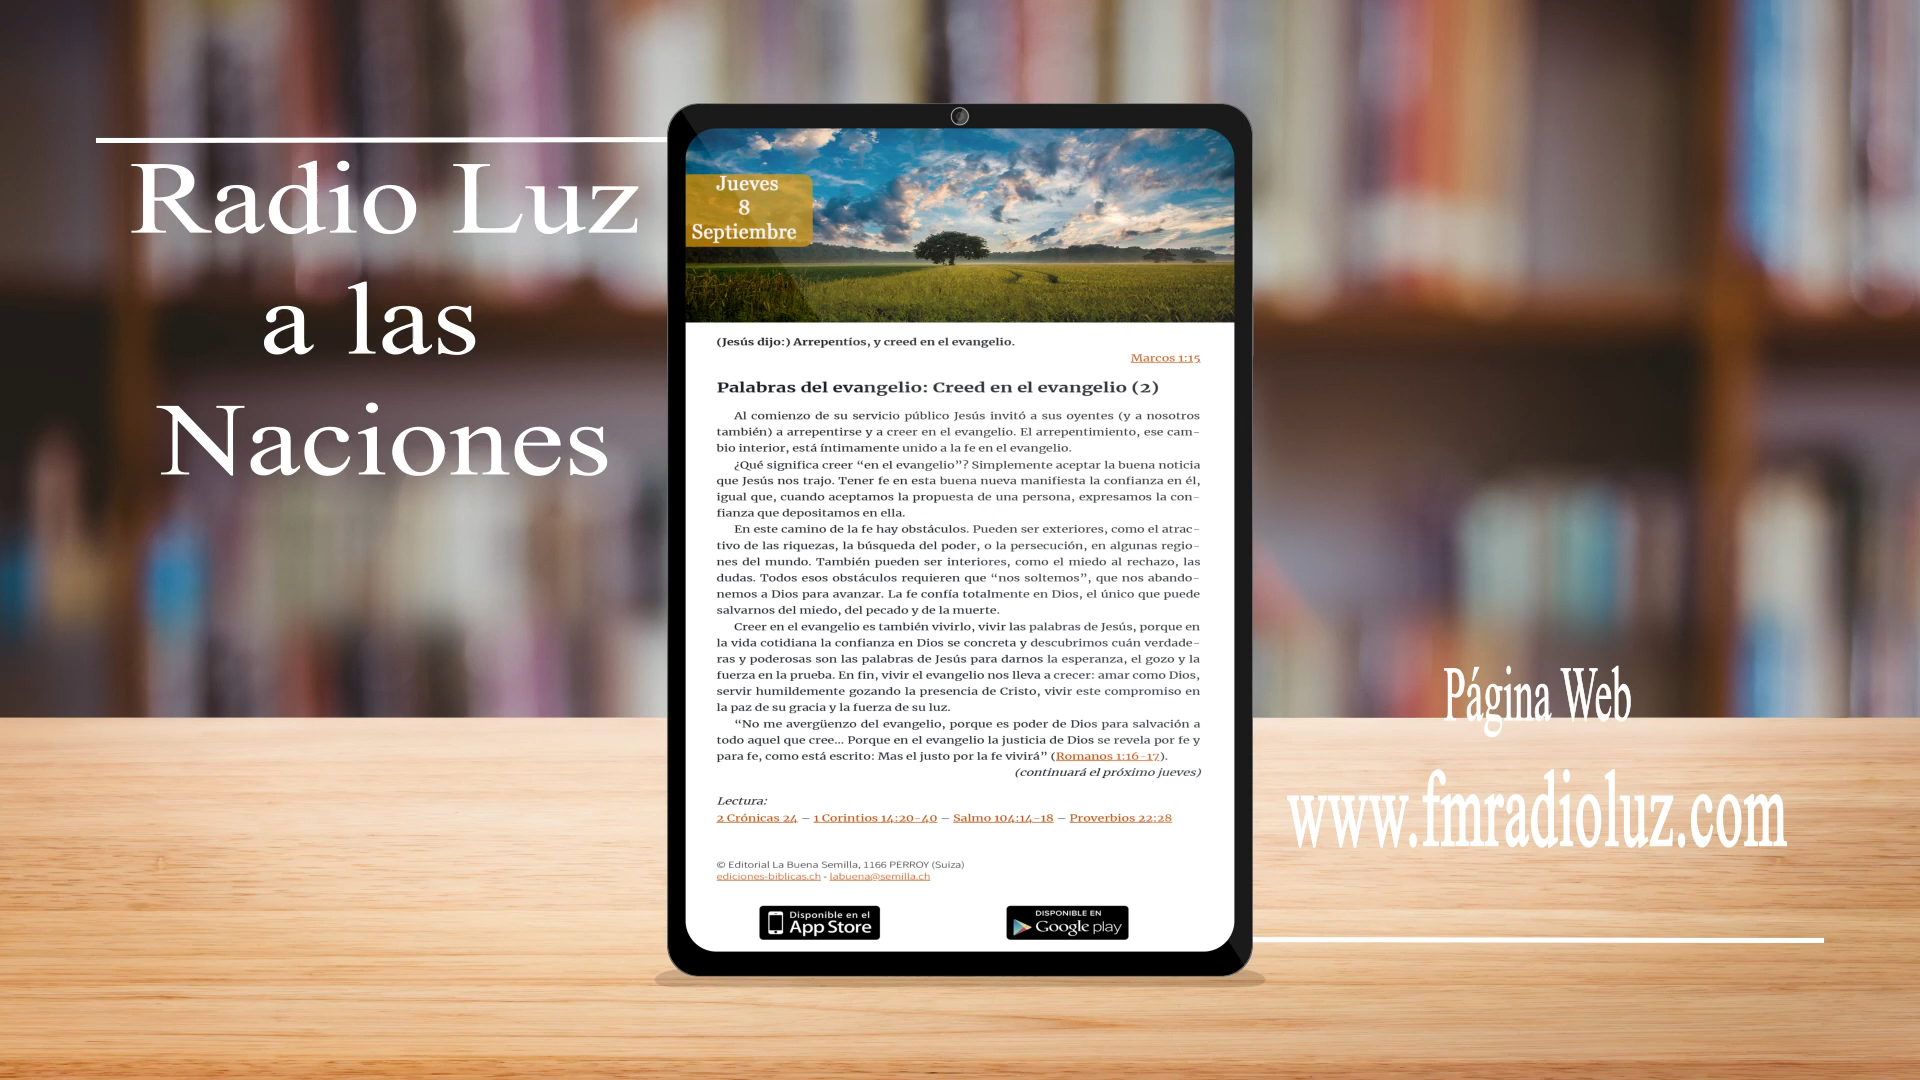 Radio Luz
a las
Naciones
Jueves
8
Septiembre
(Jesús dijo:) Arrepentíos, y creed en el evangelio.
Marcos 1:15
Palabras del evangelio: Creed en el evangelio (2)
Al comienzo de su servicio público Jesús invitó a sus oyentes (y a nosotros
también) a arrepentirse y a creer en el evangelio. El arrepentimiento, ese cam-
bio interior, está íntimamente unido a la fe en el evangelio.
¿Qué significa creer “en el evangelio”? Simplemente aceptar la buena noticia
que Jesús nos trajo. Tener fe en esta buena nueva manifiesta la confianza en él,
igual que, cuando aceptamos la propuesta de una persona, expresamos la con-
fianza que depositamos en ella.
En este camino de la fe hay obstáculos. Pueden ser exteriores, como el atrac-
tivo de las riquezas, la búsqueda del poder, o la persecución, en algunas regio-
nes del mundo. También pueden ser interiores, como el miedo al rechazo, las
dudas. Todos esos obstáculos requieren que “nos soltemos”, que nos abando-
nemos a Dios para avanzar. La fe confía totalmente en Dios, el único que puede
salvarnos del miedo, del pecado y de la muerte.
Creer en el evangelio es también vivirlo, vivir las palabras de Jesús, porque en
la vida cotidiana la confianza en Dios se concreta y descubrimos cuán verdade-
ras y poderosas son las palabras de Jesús para darnos la esperanza, el gozo y la
fuerza en la prueba. En fin, vivir el evangelio nos lleva a crecer: amar como Dios,
servir humildemente gozando la presencia de Cristo, vivir este compromiso en
la paz de su gracia y la fuerza de su luz.
“No me avergüenzo del evangelio, porque es poder de Dios para salvación a
todo aquel que cree... Porque en el evangelio la justicia de Dios se revela por fe y
para fe, como está escrito: Mas el justo por la fe vivirá” (Romanos 1:16-17).
(continuará el próximo jueves)
Lectura:
2 Crónicas 24 – 1 Corintios 14:20-40 – Salmo 104:14-18 – Proverbios 22:28
© Editorial La Buena Semilla, 1166 PERROY (Suiza)
ediciones-biblicas.ch - labuena@semilla.ch
Disponible en el
App Store
DISPONIBLE EN
Google play
Página Web
www.fmradioluz.com